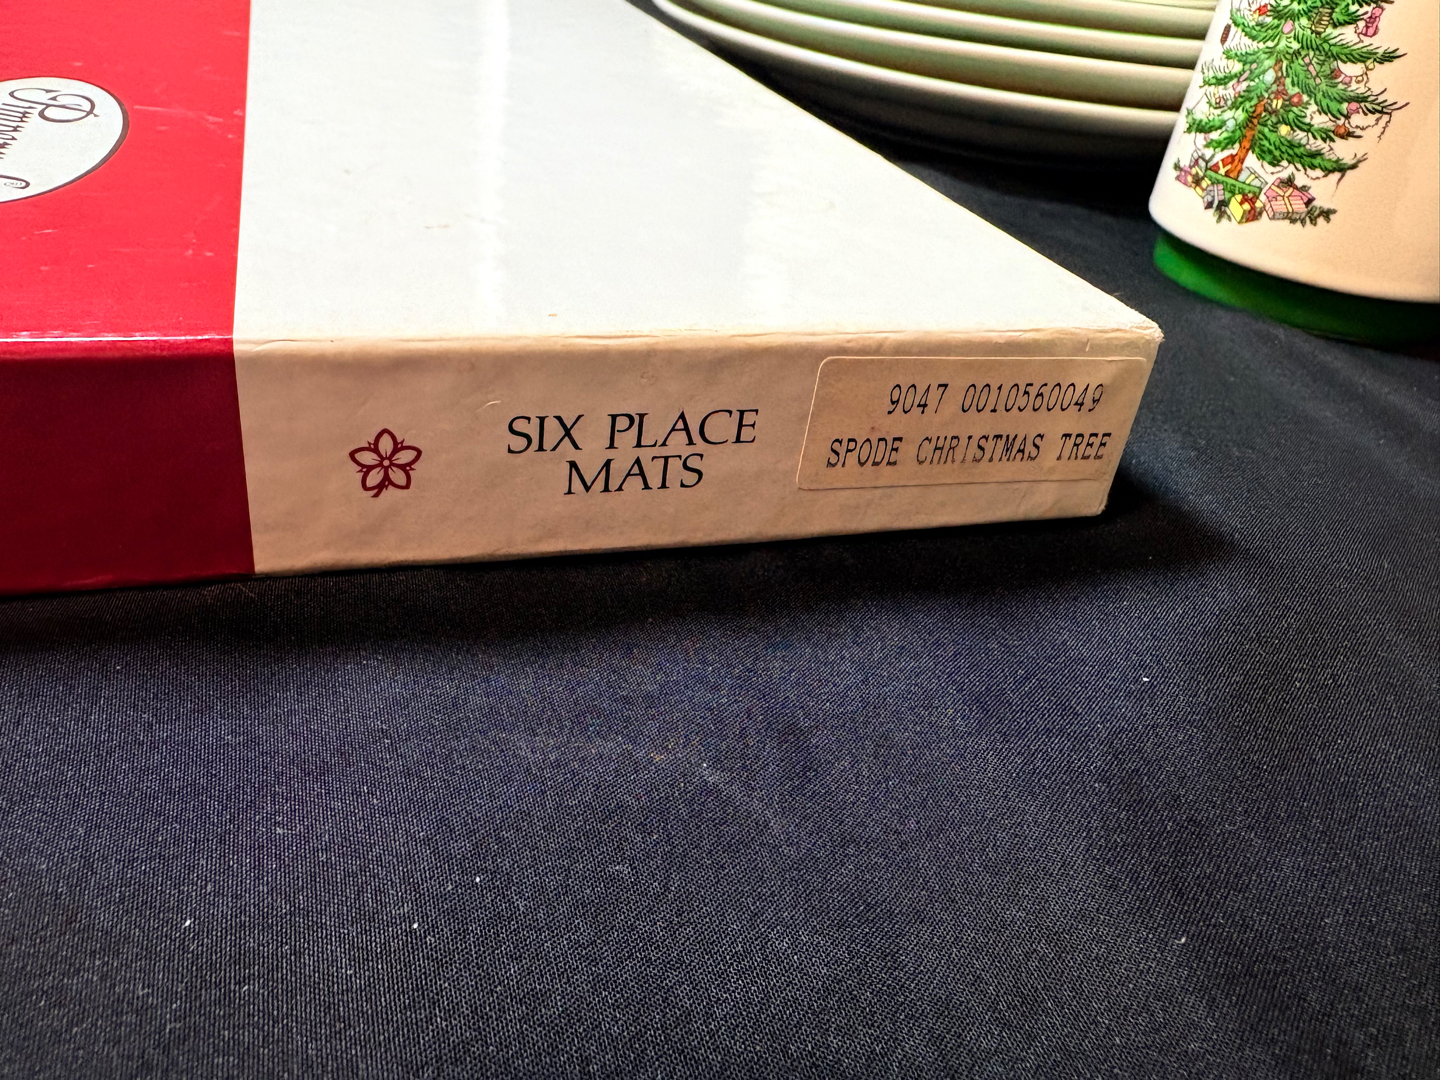 SIX PLACE
MATS
9047 0010560049
SPODE CHRISTMAS TREE